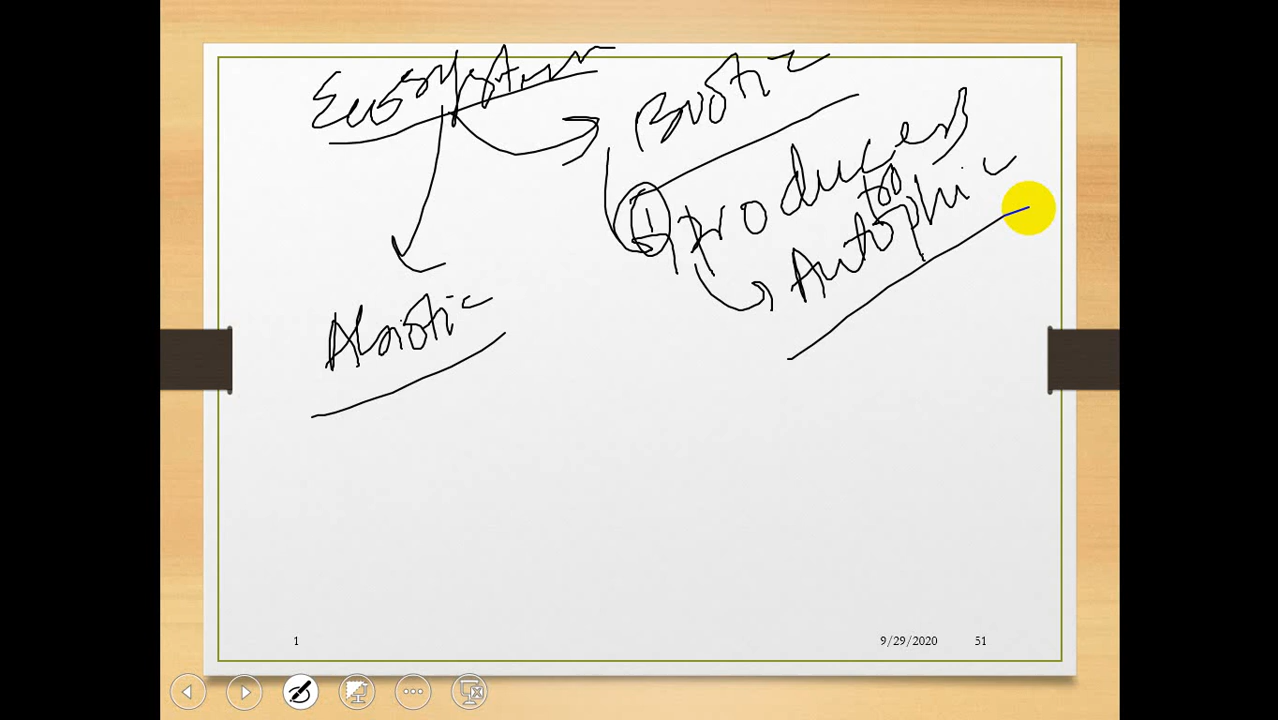 Ecosystem
Biotic
1 producers
Autotrophic
Abiotic
1
9/29/2020
51